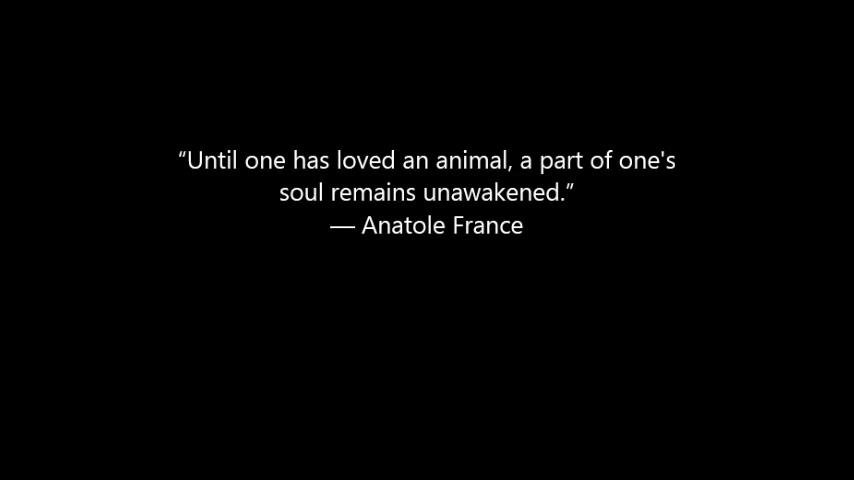 “Until one has loved an animal, a part of one's
soul remains unawakened.”
— Anatole France